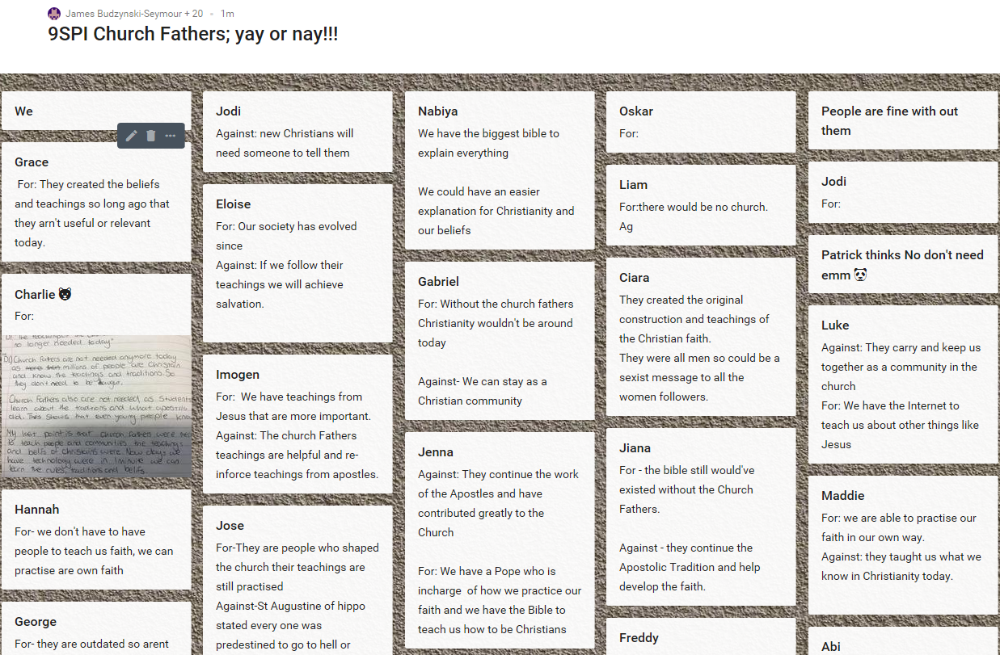 James Budzynski-Seymour + 20 • 1m
9SPI Church Fathers; yay or nay!!!
We
Grace
For: They created the beliefs
and teachings so long ago that
they arn't useful or relevant
today.
Charlie
For:
no longer needed today"
Church Fathers are not needed anymore today
as millions of people are Christian
and know the teachings and traditions. So
they don't need to be taught.
Church Fathers also are not needed as Students
learn about the traditions and what apostils
did. This shows that even young people know
My last point is that Church Fathers were
to teach people and communities the teachings
and belifs of christians were. Now days we
have technology were in 1 minute we can
learn the rules, traditions and belifs
Hannah
For- we don't have to have
people to teach us faith, we can
practise are own faith
George
For- they are outdated so arent
Jodi
Against: new Christians will
need someone to tell them
Eloise
For: Our society has evolved
since
Against: If we follow their
teachings we will achieve
salvation.
Imogen
For: We have teachings from
Jesus that are more important.
Against: The church Fathers
teachings are helpful and re-
inforce teachings from apostles.
Jose
For-They are people who shaped
the church their teachings are
still practised
Against-St Augustine of hippo
stated every one was
predestined to go to hell or
Nabiya
We have the biggest bible to
explain everything
We could have an easier
explanation for Christianity and
our beliefs
Gabriel
For: Without the church fathers
Christianity wouldn't be around
today
Against- We can stay as a
Christian community
Jenna
Against: They continue the work
of the Apostles and have
contributed greatly to the
Church
For: We have a Pope who is
incharge of how we practice our
faith and we have the Bible to
teach us how to be Christians
Oskar
For:
Liam
For:there would be no church.
Ag
Ciara
They created the original
construction and teachings of
the Christian faith.
They were all men so could be a
sexist message to all the
women followers.
Jiana
For - the bible still would've
existed without the Church
Fathers.
Against - they continue the
Apostolic Tradition and help
develop the faith.
Freddy
People are fine with out
them
Jodi
For:
Patrick thinks No don't need
emm
Luke
Against: They carry and keep us
together as a community in the
church
For: We have the Internet to
teach us about other things like
Jesus
Maddie
For: we are able to practise our
faith in our own way.
Against: they taught us what we
know in Christianity today.
Abi